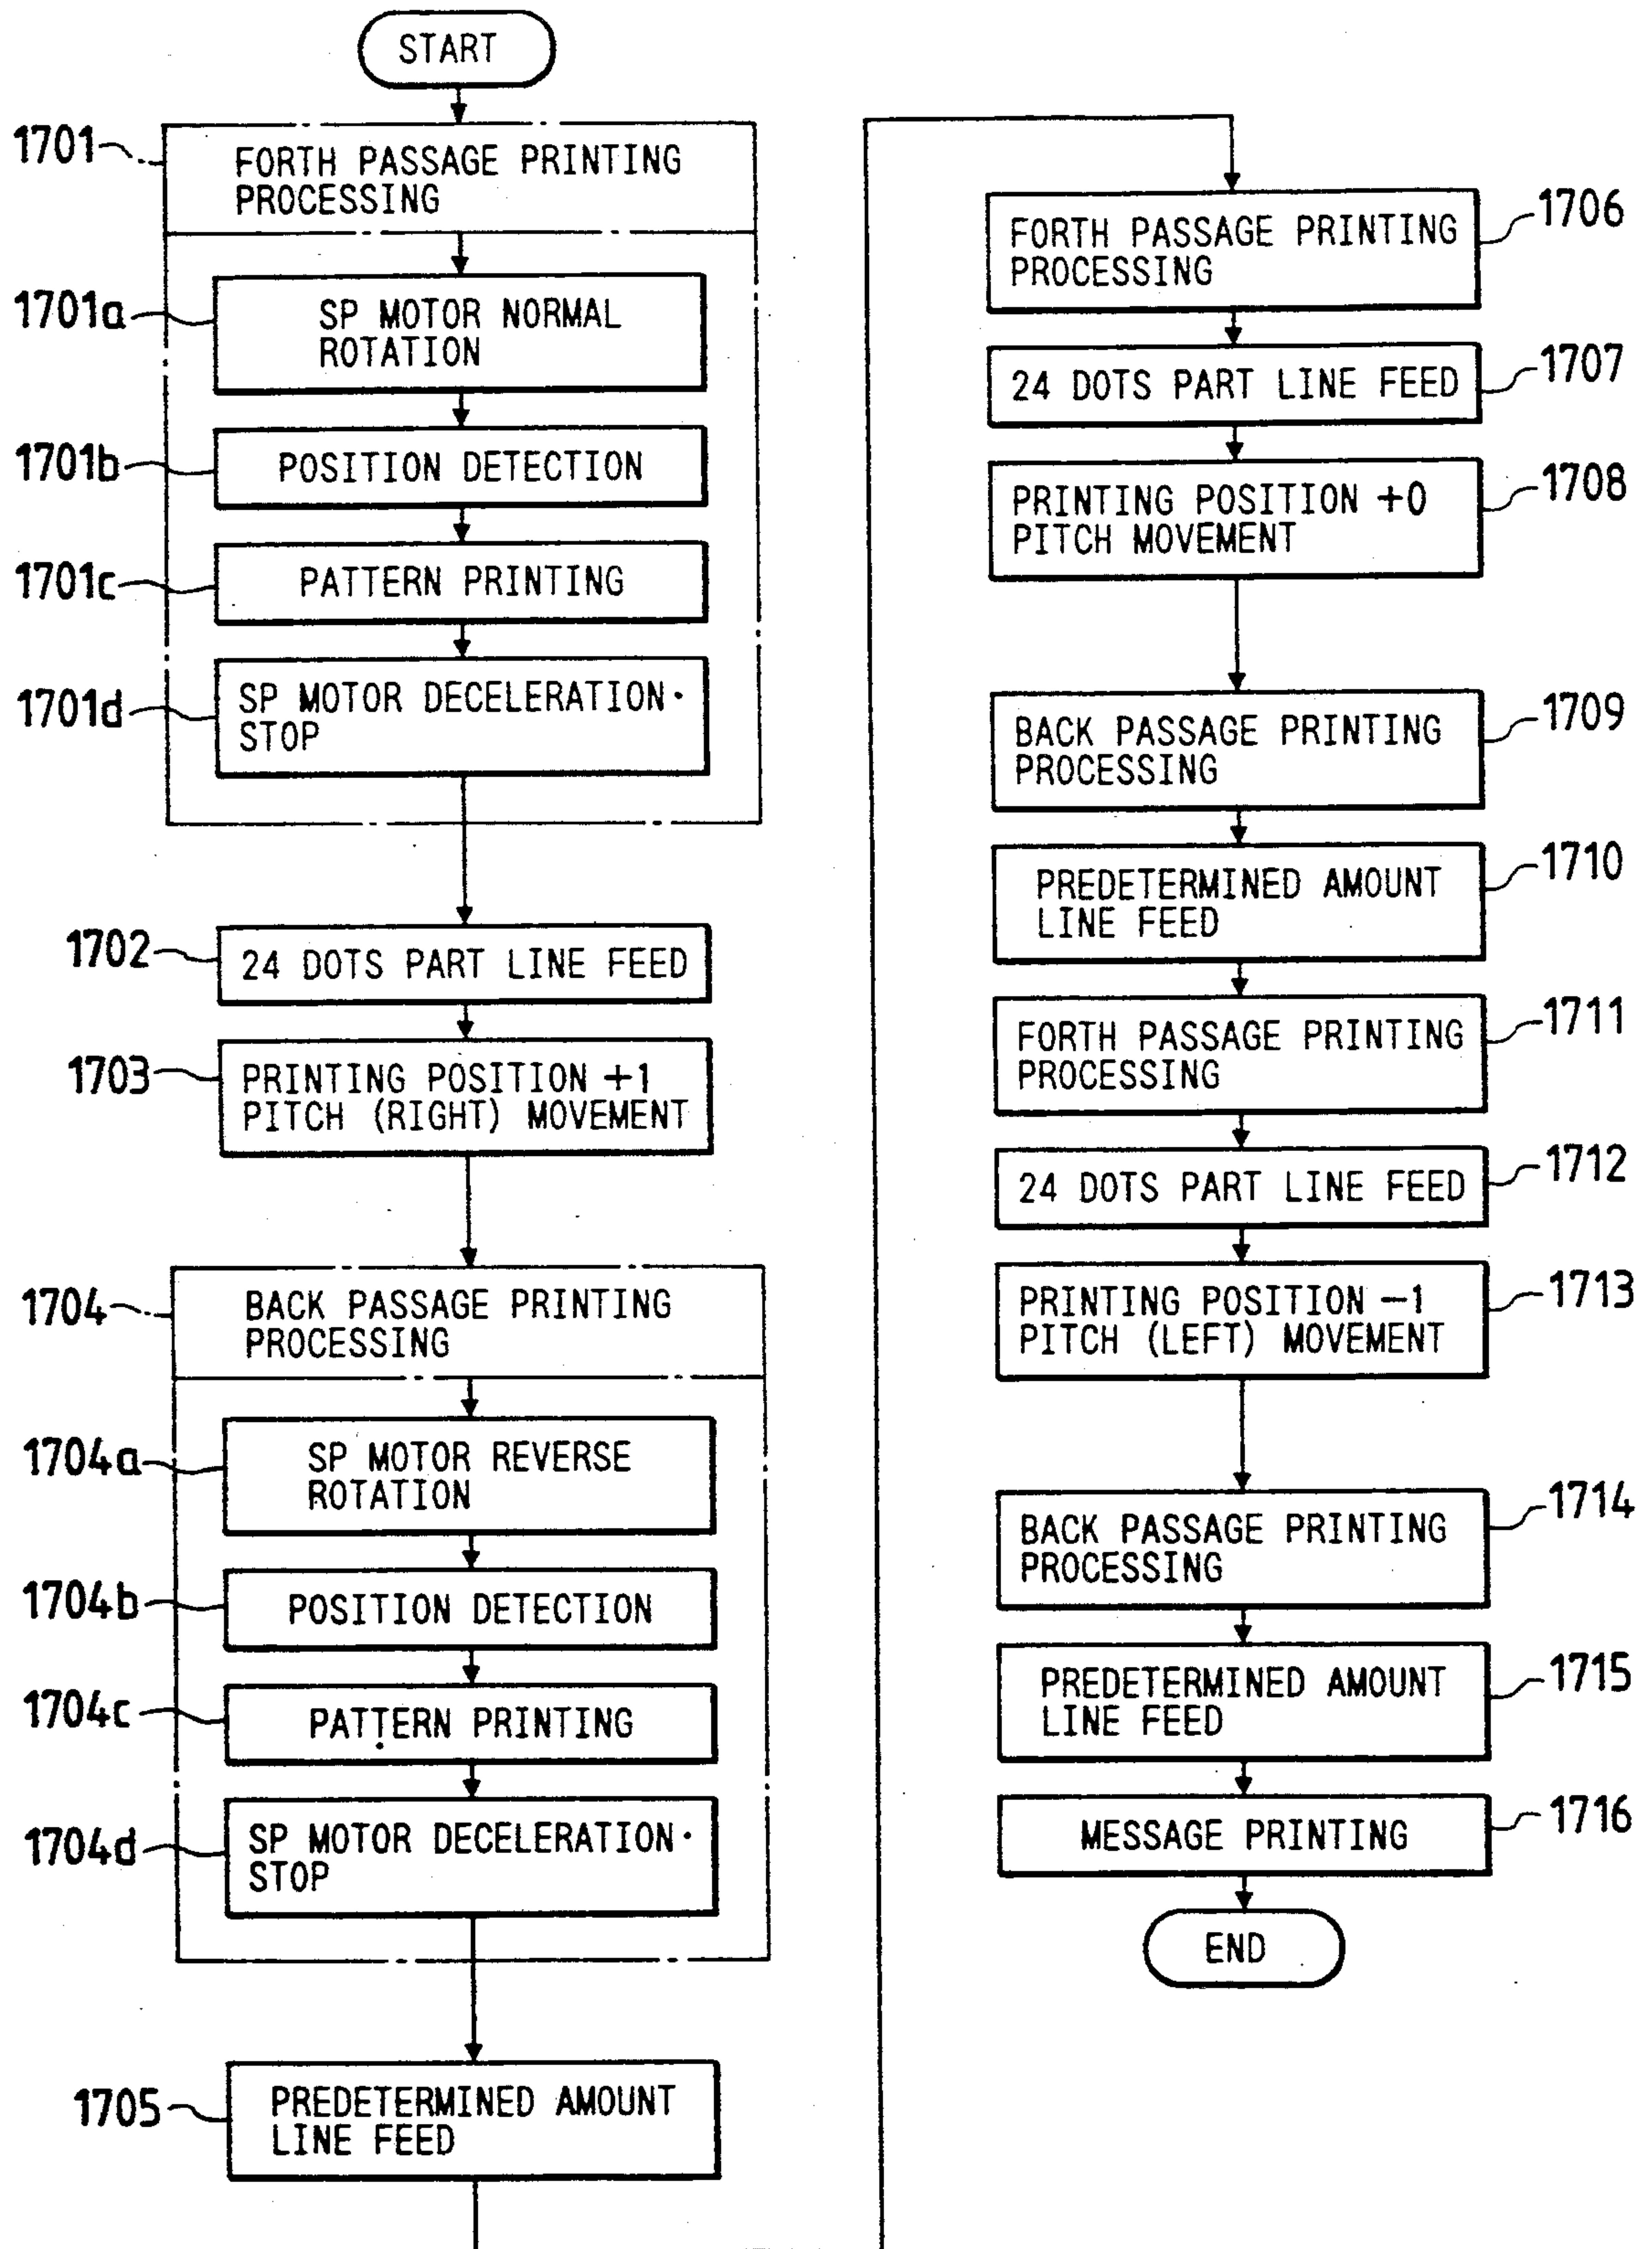 START
1701
FORTH PASSAGE PRINTING
PROCESSING
1701a
SP MOTOR NORMAL
ROTATION
1701b
POSITION DETECTION
1701c
PATTERN PRINTING
1701d
SP MOTOR DECELERATION·
STOP
1702
24 DOTS PART LINE FEED
1703
PRINTING POSITION +1
PITCH (RIGHT) MOVEMENT
1704
BACK PASSAGE PRINTING
PROCESSING
1704a
SP MOTOR REVERSE
ROTATION
1704b
POSITION DETECTION
1704c
PATTERN PRINTING
1704d
SP MOTOR DECELERATION·
STOP
1705
PREDETERMINED AMOUNT
LINE FEED
1706
FORTH PASSAGE PRINTING
PROCESSING
1707
24 DOTS PART LINE FEED
1708
PRINTING POSITION +0
PITCH MOVEMENT
1709
BACK PASSAGE PRINTING
PROCESSING
1710
PREDETERMINED AMOUNT
LINE FEED
1711
FORTH PASSAGE PRINTING
PROCESSING
1712
24 DOTS PART LINE FEED
1713
PRINTING POSITION −1
PITCH (LEFT) MOVEMENT
1714
BACK PASSAGE PRINTING
PROCESSING
1715
PREDETERMINED AMOUNT
LINE FEED
1716
MESSAGE PRINTING
END